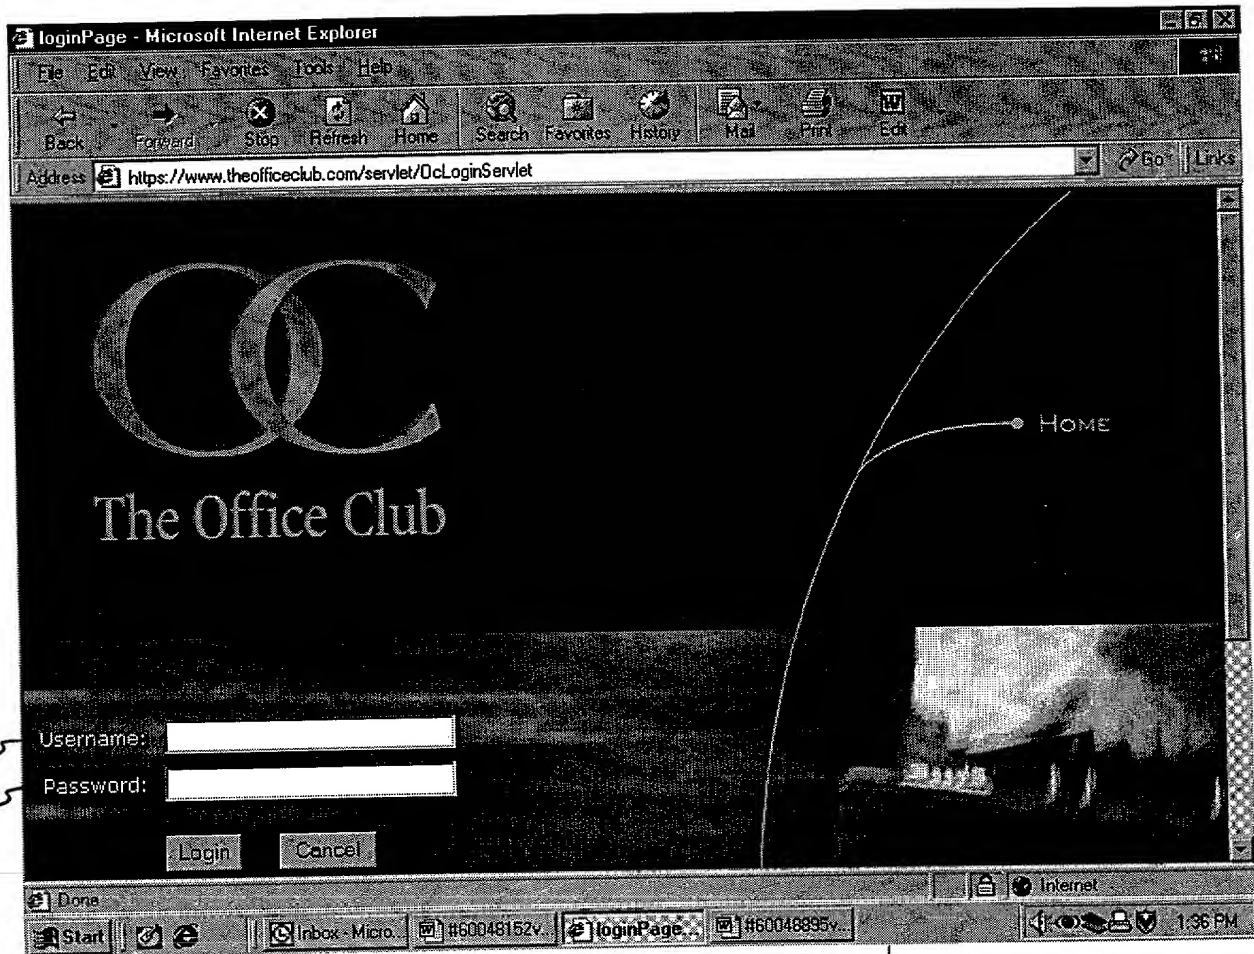 loginPage - Microsoft Internet Explorer
File Edit View Favorites Tools Help
Back Forward Stop Refresh Home Search Favorites History Mail Print Edit
Address https://www.theofficeclub.com/servlet/OcLoginServlet Go Links
OC
HOME
The Office Club
Username:
Password:
Login Cancel
Done Internet
Start Inbox - Micro... #60048152v... loginPage... #60048895v... 1:36 PM